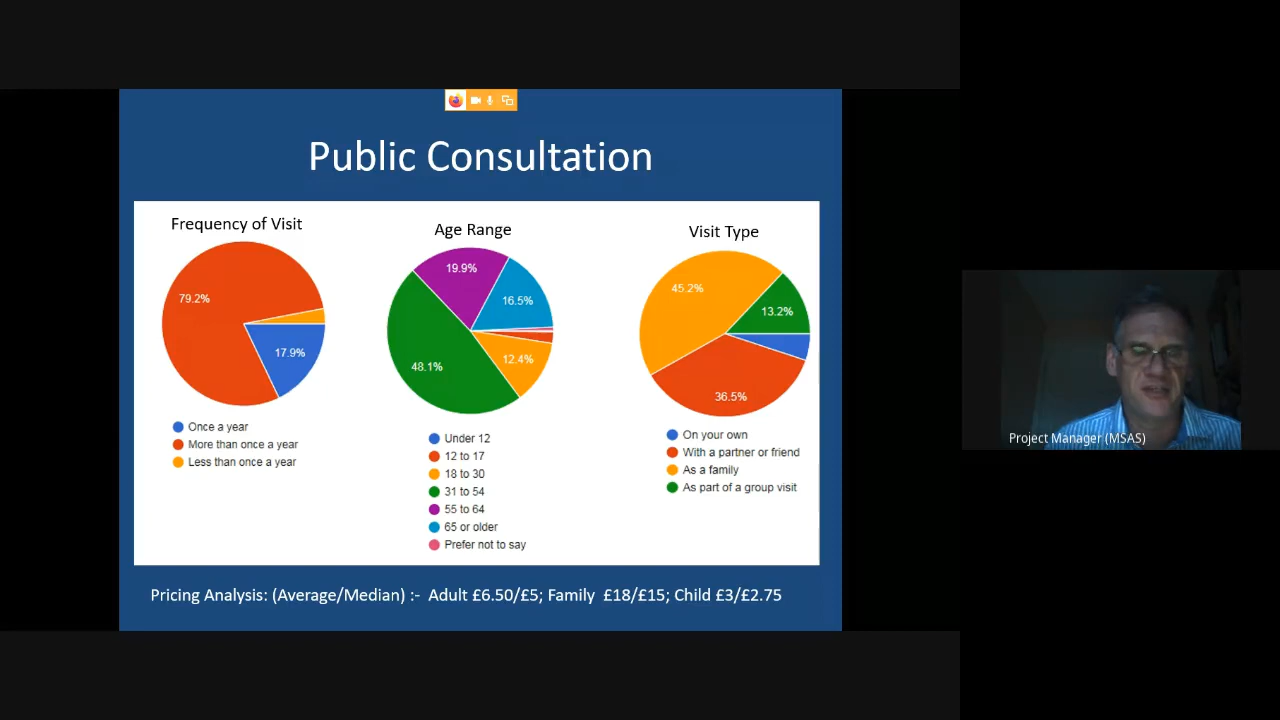 Public Consultation
Frequency of Visit
79.2%
17.9%
Once a year
More than once a year
Less than once a year
Age Range
19.9%
16.5%
48.1%
12.4%
Under 12
12 to 17
18 to 30
31 to 54
55 to 64
65 or older
Prefer not to say
Visit Type
45.2%
13.2%
36.5%
On your own
With a partner or friend
As a family
As part of a group visit
Pricing Analysis: (Average/Median) :- Adult £6.50/£5; Family £18/£15; Child £3/£2.75
Project Manager (MSAS)